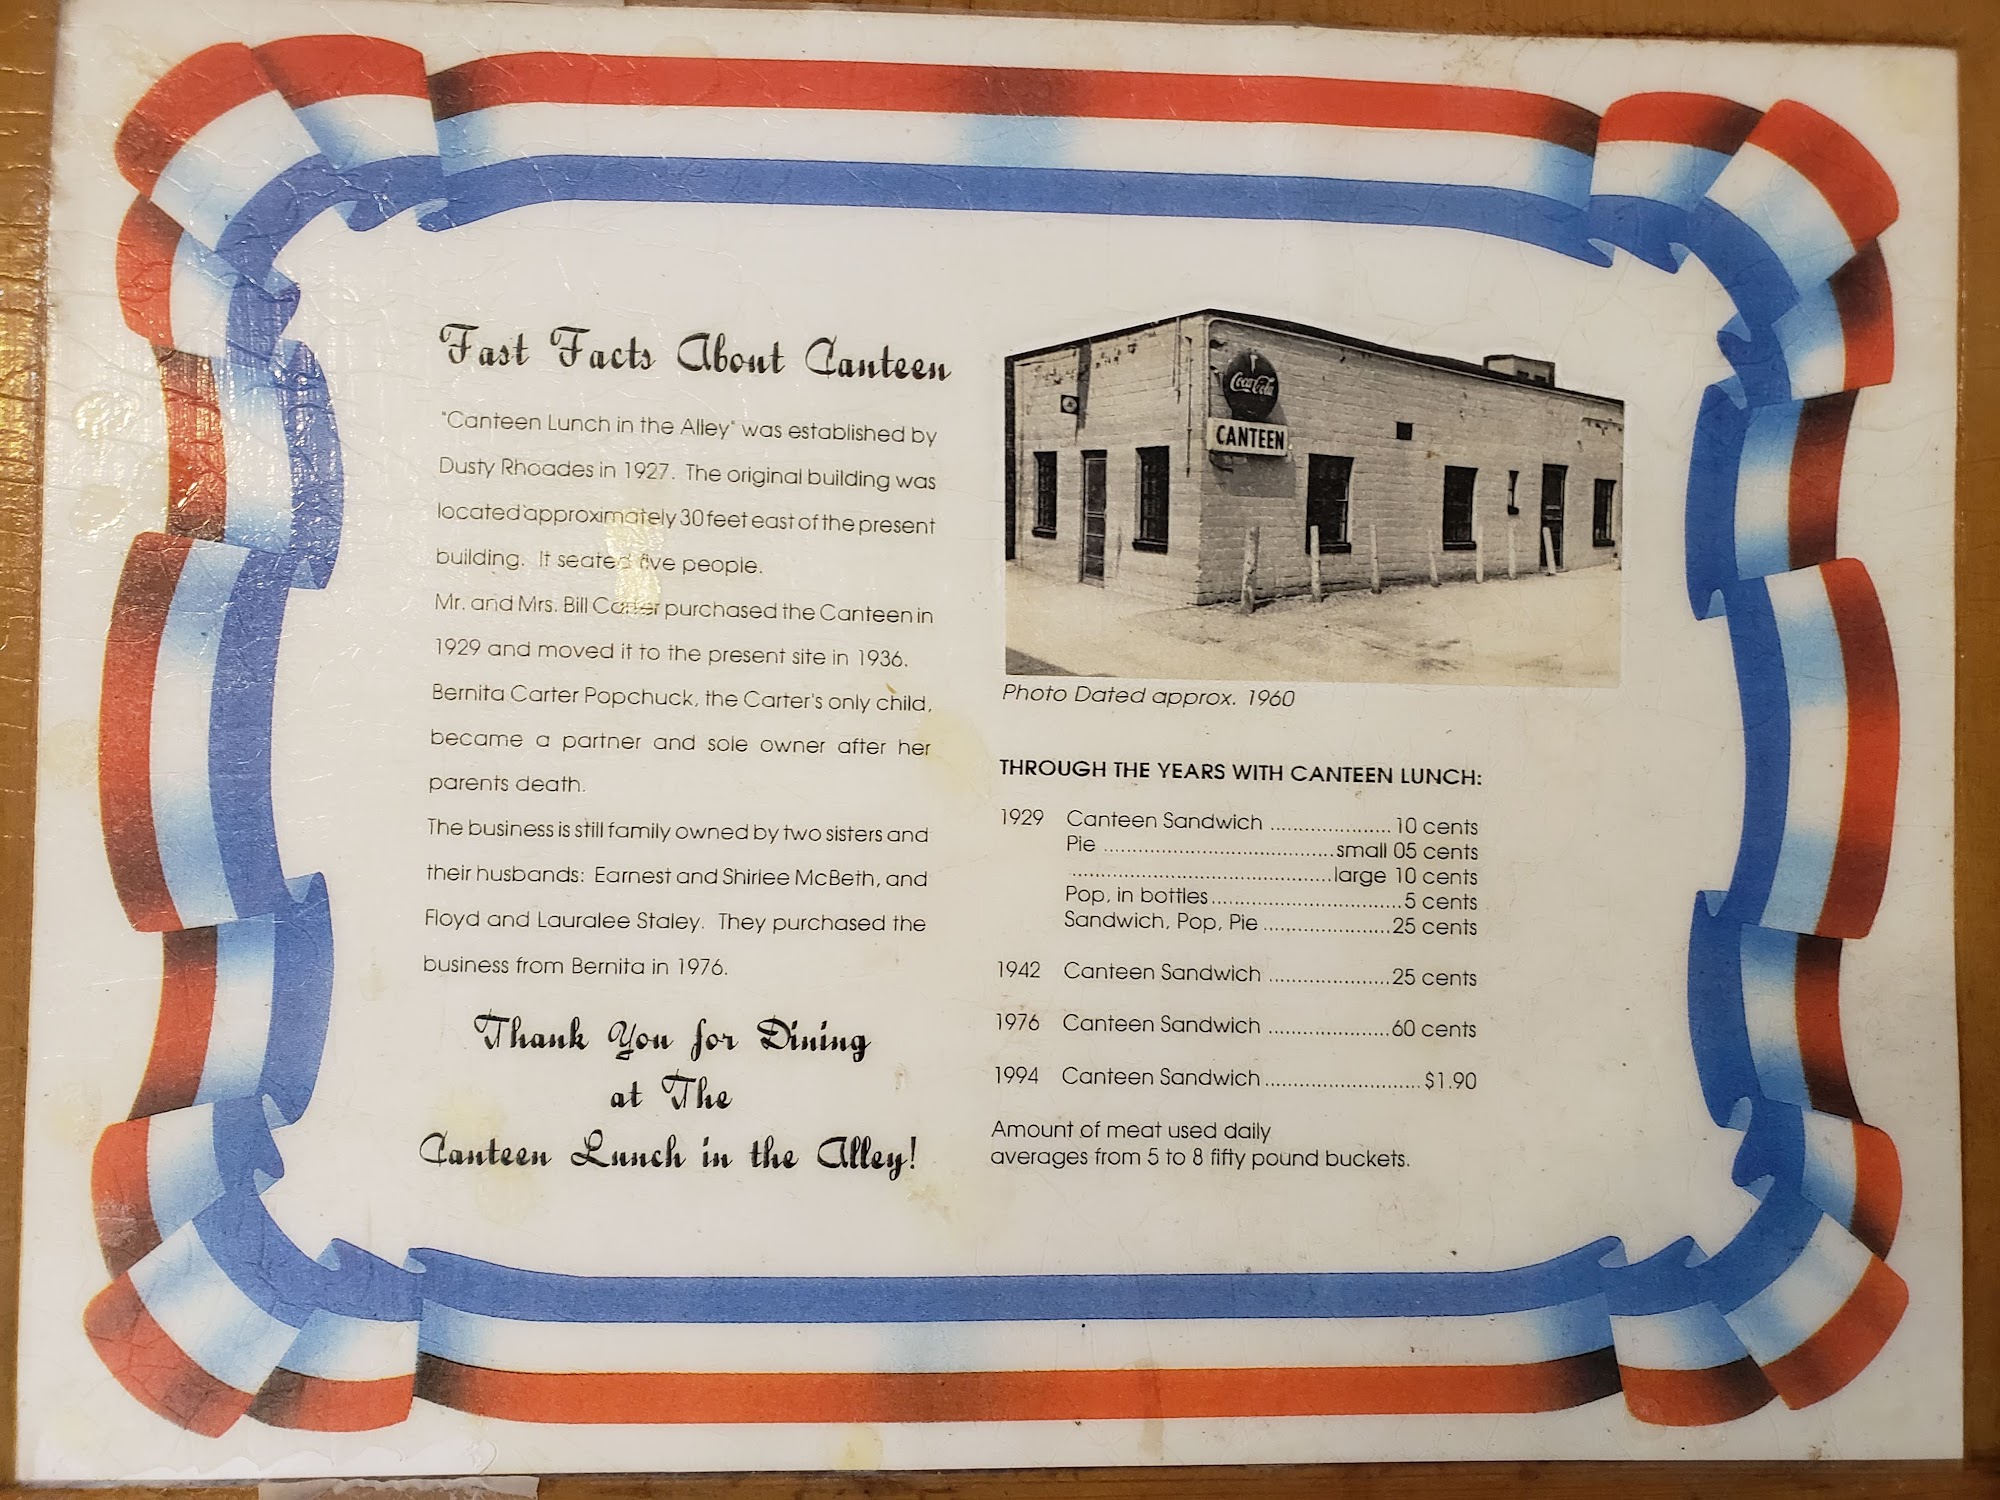 Fast Facts About Canteen
"Canteen Lunch in the Alley" was established by
Dusty Rhoades in 1927. The original building was
located approximately 30 feet east of the present
building. It seated five people.
Mr. and Mrs. Bill Carter purchased the Canteen in
1929 and moved it to the present site in 1936.
Bernita Carter Popchuck, the Carter's only child,
became a partner and sole owner after her
parents death.
The business is still family owned by two sisters and
their husbands: Earnest and Shirlee McBeth, and
Floyd and Lauralee Staley. They purchased the
business from Bernita in 1976.
Thank You for Dining
at The
Canteen Lunch in the Alley!
Coca-Cola
CANTEEN
Photo Dated approx. 1960
THROUGH THE YEARS WITH CANTEEN LUNCH:
1929 Canteen Sandwich ..................... 10 cents
Pie ......................................small 05 cents
...........................................large 10 cents
Pop, in bottles...............................5 cents
Sandwich, Pop, Pie .....................25 cents
1942 Canteen Sandwich .....................25 cents
1976 Canteen Sandwich .....................60 cents
1994 Canteen Sandwich...........................$1.90
Amount of meat used daily
averages from 5 to 8 fifty pound buckets.